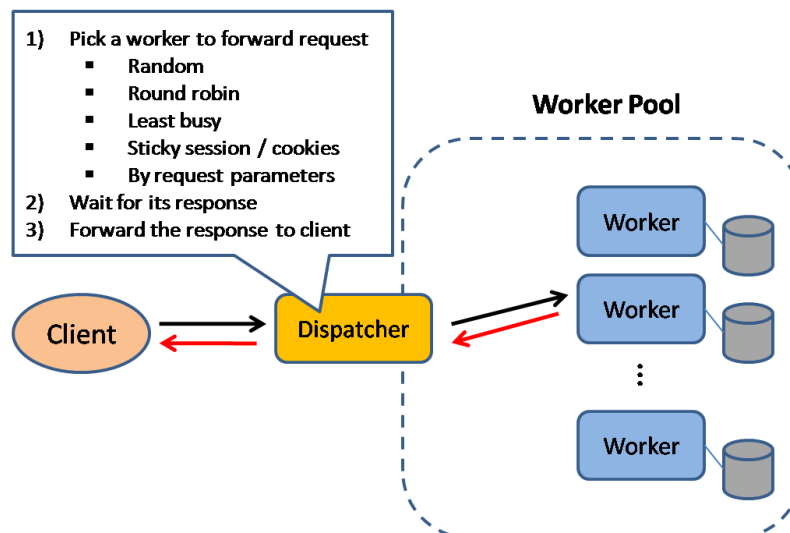 1) Pick a worker to forward request
▪ Random
▪ Round robin
▪ Least busy
▪ Sticky session / cookies
▪ By request parameters
2) Wait for its response
3) Forward the response to client
Worker Pool
Worker
Client
Dispatcher
Worker
...
Worker